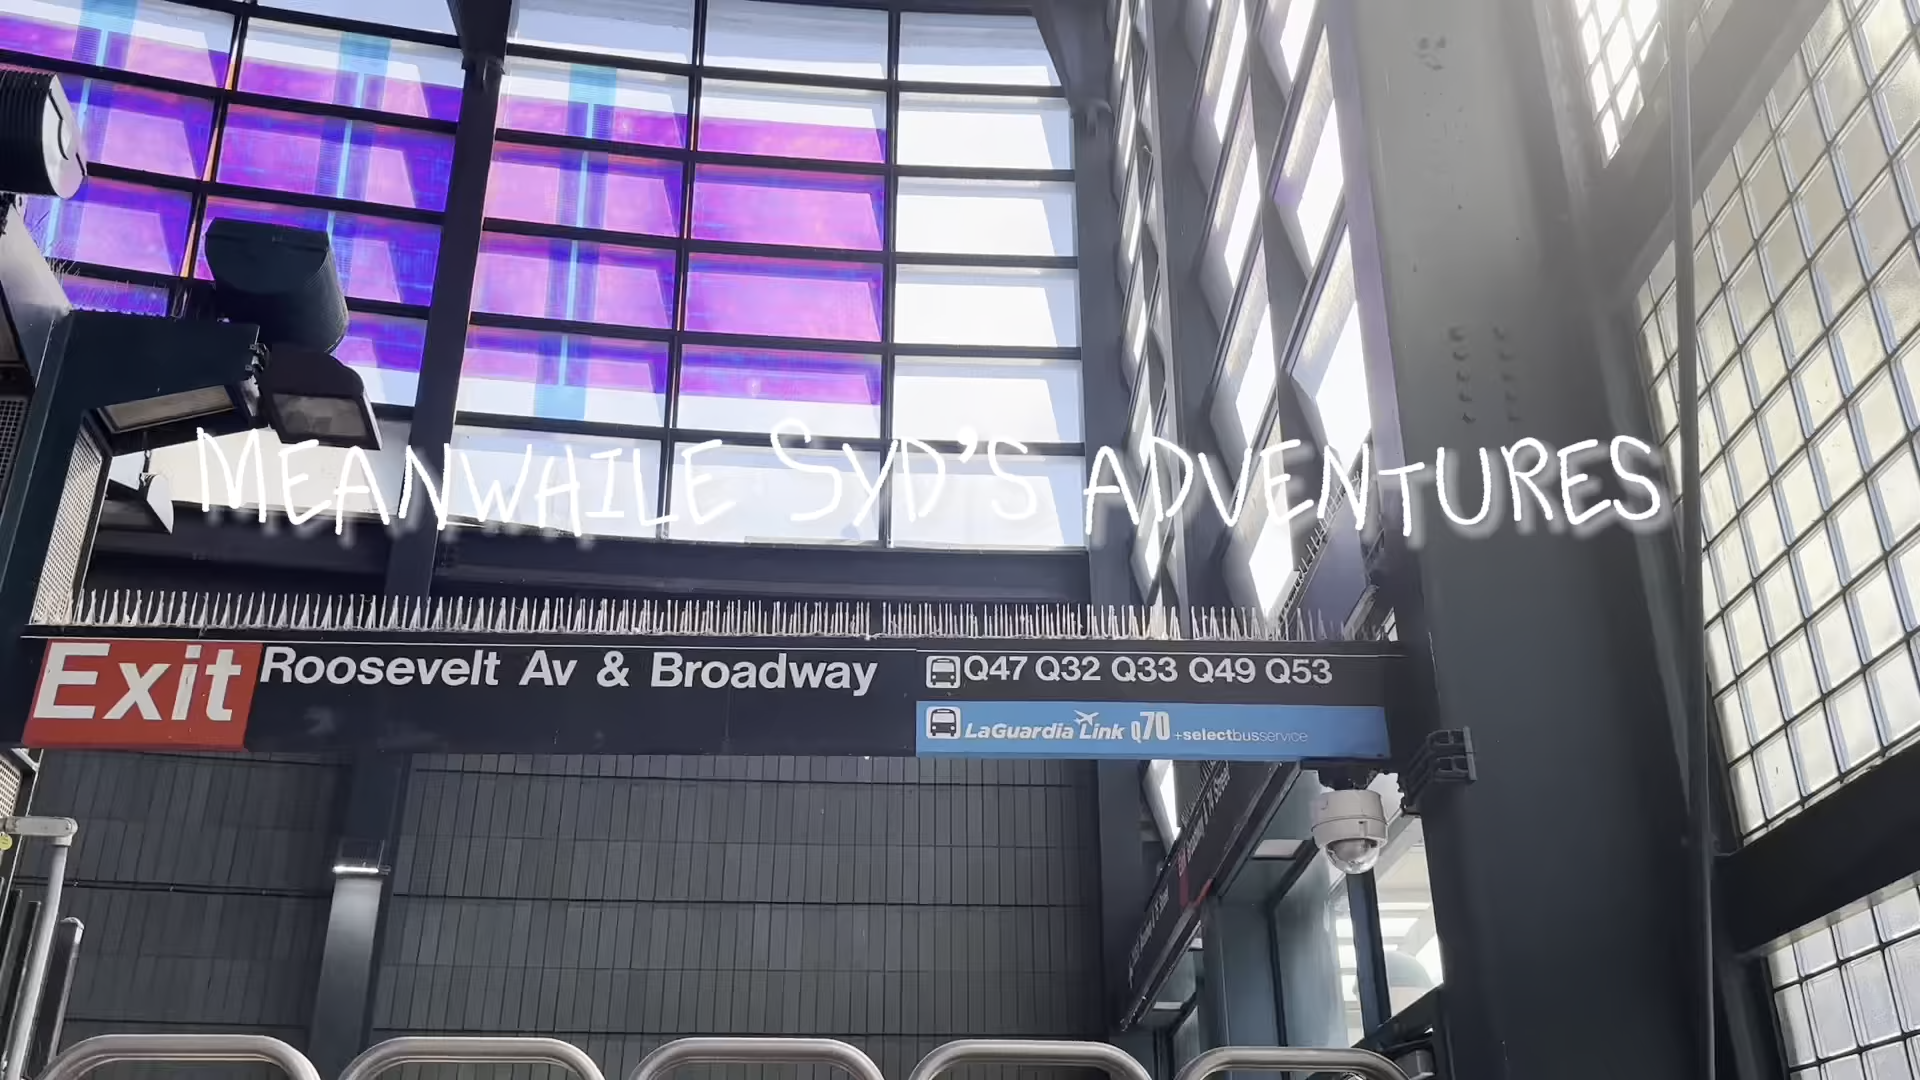 MEANWHILE SYD'S ADVENTURES
Exit Roosevelt Av & Broadway
Q47 Q32 Q33 Q49 Q53
LaGuardia Link Q70 +selectbusservice